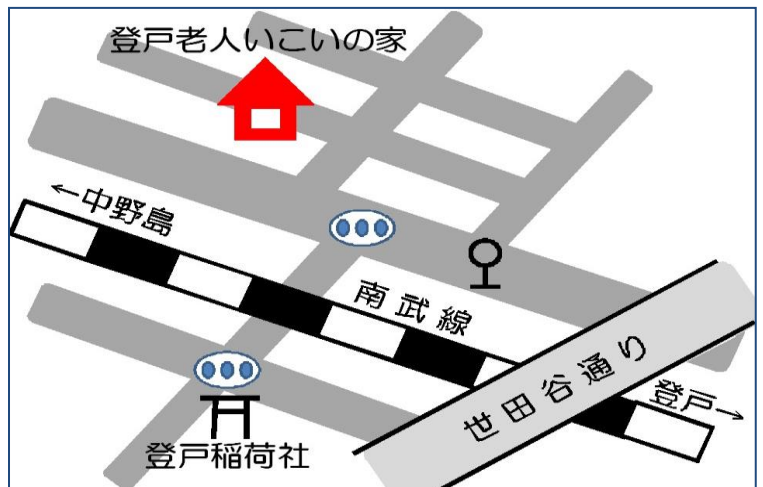 登戸老人いこいの家
←中野島
南武線
世田谷通り
登戸→
登戸稲荷社